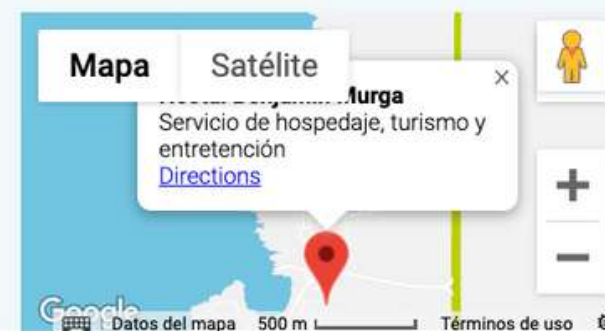 Mapa Satélite
Murga
Servicio de hospedaje, turismo y
entretención
Directions
Google
Datos del mapa 500 m Términos de uso